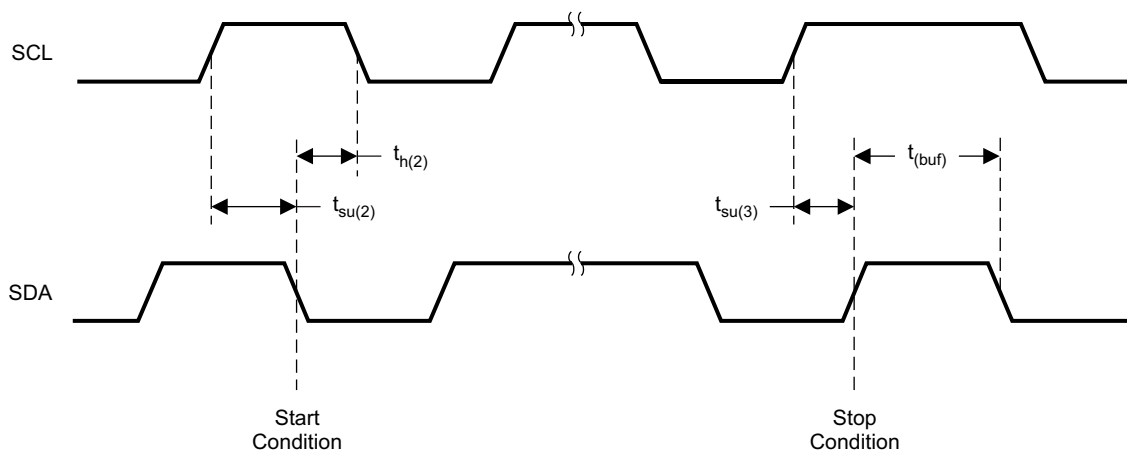 SCL
t_h(2)
t_(buf)
t_su(2)
t_su(3)
SDA
Start
Condition
Stop
Condition